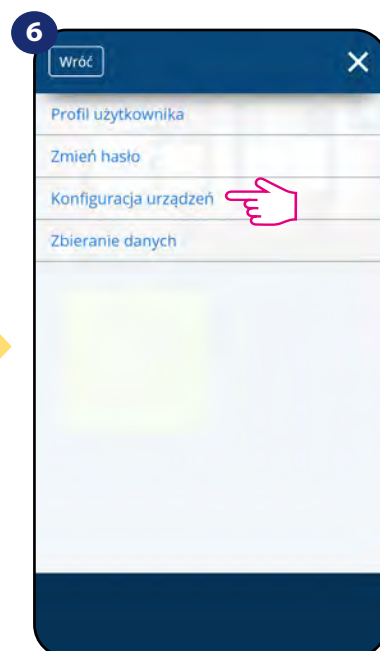 6
Wróć
Profil użytkownika
Zmień hasło
Konfiguracja urządzeń
Zbieranie danych